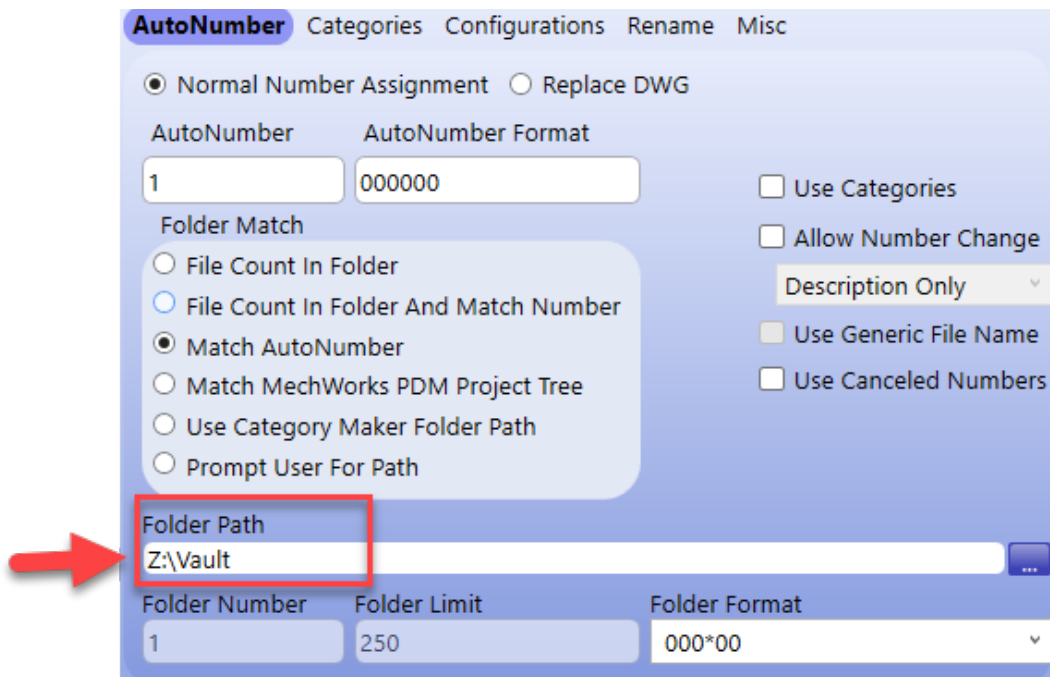 AutoNumber Categories Configurations Rename Misc
Normal Number Assignment Replace DWG
AutoNumber AutoNumber Format
1 000000
Use Categories
Folder Match
Allow Number Change
File Count In Folder
Description Only
File Count In Folder And Match Number
Use Generic File Name
Match AutoNumber
Use Canceled Numbers
Match MechWorks PDM Project Tree
Use Category Maker Folder Path
Prompt User For Path
Folder Path
Z:\Vault
...
Folder Number Folder Limit Folder Format
1 250 000*00